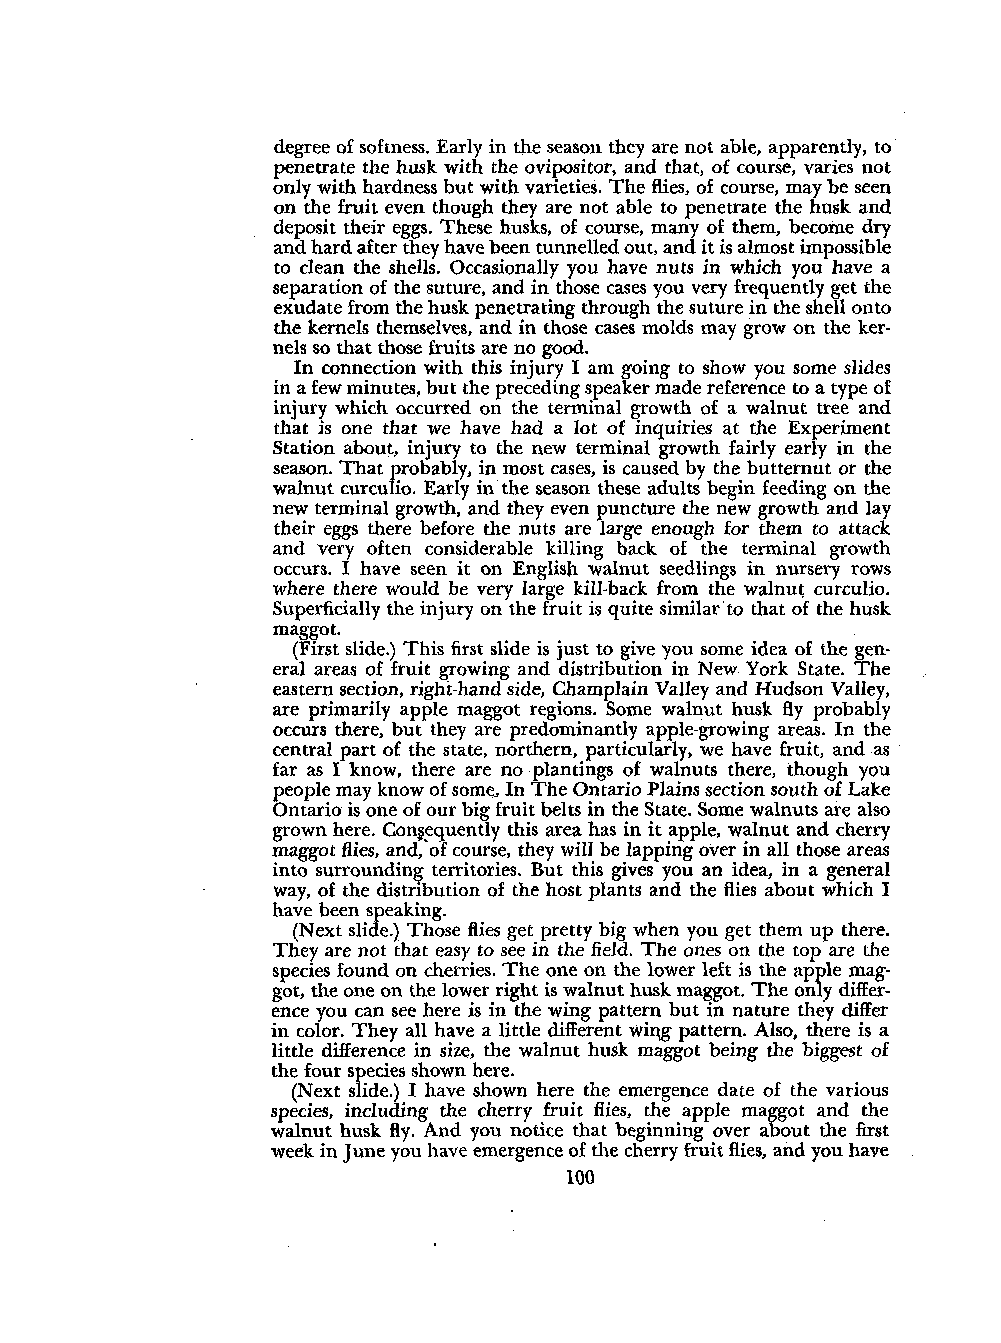 degree of softness. Early in the season they are not able, apparently, to
penetrate the husk with the ovipositor, and that, of course, varies not
only with hardness but with varieties. The flies, of course, may be seen
on the fruit even though they are not able to penetrate the husk and
deposit their eggs. These husks, of course, many of them, become dry
and hard after they have been tunnelled out, and it is almost impossible
to clean the shells. Occasionally you have nuts in which you have a
separation of the suture, and in those cases you very frequently get the
exudate from the husk penetrating through the suture in the shell onto
the kernels themselves, and in those cases molds may grow on the ker-
nels so that those fruits are no good.
In connection with this injury I am going to show you some slides
in a few minutes, but the preceding speaker made reference to a type of
injury which occurred on the terminal growth of a walnut tree and
that is one that we have had a lot of inquiries at the Experiment
Station about, injury to the new terminal growth fairly early in the
season. That probably, in most cases, is caused by the butternut or the
walnut curculio. Early in the season these adults begin feeding on the
new terminal growth, and they even puncture the new growth and lay
their eggs there before the nuts are large enough for them to attack
and very often considerable killing back of the terminal growth
occurs. I have seen it on English walnut seedlings in nursery rows
where there would be very large kill-back from the walnut curculio.
Superficially the injury on the fruit is quite similar to that of the husk
maggot.
(First slide.) This first slide is just to give you some idea of the gen-
eral areas of fruit growing and distribution in New York State. The
eastern section, right-hand side, Champlain Valley and Hudson Valley,
are primarily apple maggot regions. Some walnut husk fly probably
occurs there, but they are predominantly apple-growing areas. In the
central part of the state, northern, particularly, we have fruit, and as
far as I know, there are no plantings of walnuts there, though you
people may know of some. In The Ontario Plains section south of Lake
Ontario is one of our big fruit belts in the State. Some walnuts are also
grown here. Consequently this area has in it apple, walnut and cherry
maggot flies, and, of course, they will be lapping over in all those areas
into surrounding territories. But this gives you an idea, in a general
way, of the distribution of the host plants and the flies about which I
have been speaking.
(Next slide.) Those flies get pretty big when you get them up there.
They are not that easy to see in the field. The ones on the top are the
species found on cherries. The one on the lower left is the apple mag-
got, the one on the lower right is walnut husk maggot. The only differ-
ence you can see here is in the wing pattern but in nature they differ
in color. They all have a little different wing pattern. Also, there is a
little difference in size, the walnut husk maggot being the biggest of
the four species shown here.
(Next slide.) I have shown here the emergence date of the various
species, including the cherry fruit flies, the apple maggot and the
walnut husk fly. And you notice that beginning over about the first
week in June you have emergence of the cherry fruit flies, and you have
100